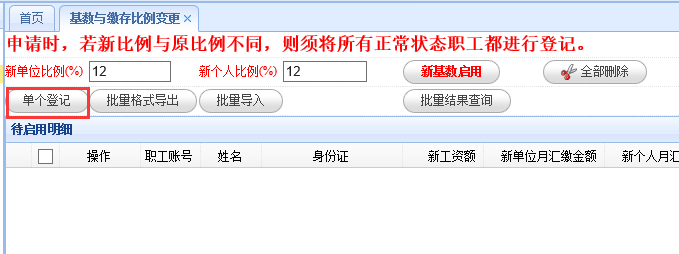 首页 基数与缴存比例变更 ×
申请时，若新比例与原比例不同，则须将所有正常状态职工都进行登记。
新单位比例(%) 12 新个人比例(%) 12 新基数启用 全部删除
单个登记 批量格式导出 批量导入 批量结果查询
待启用明细
操作 职工账号 姓名 身份证 新工资额 新单位月汇缴金额 新个人月汇